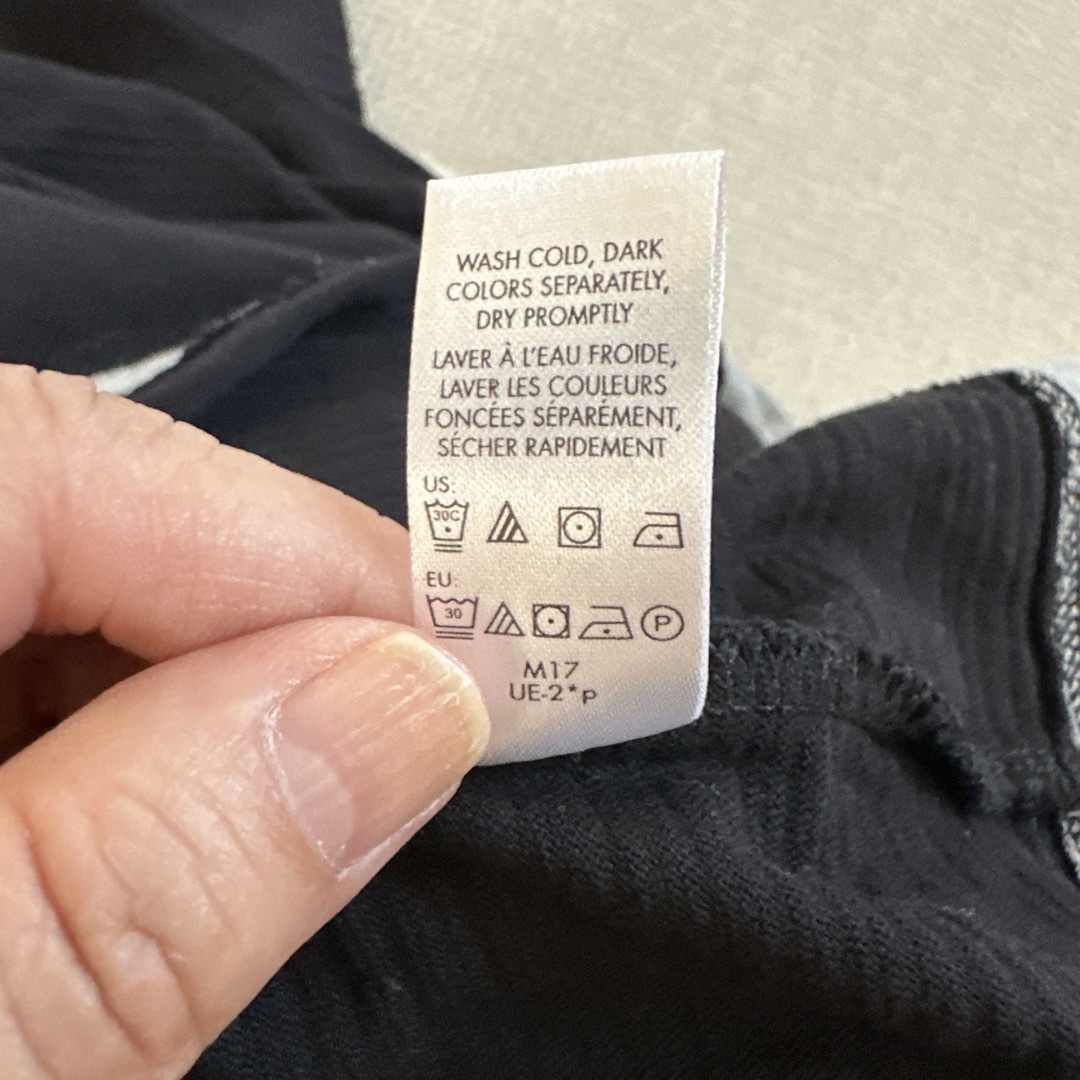 WASH COLD, DARK
COLORS SEPARATELY,
DRY PROMPTLY
LAVER À L'EAU FROIDE,
LAVER LES COULEURS
FONCÉES SÉPARÉMENT,
SÉCHER RAPIDEMENT
US:
30C
EU:
30 P
M17
UE-2*P